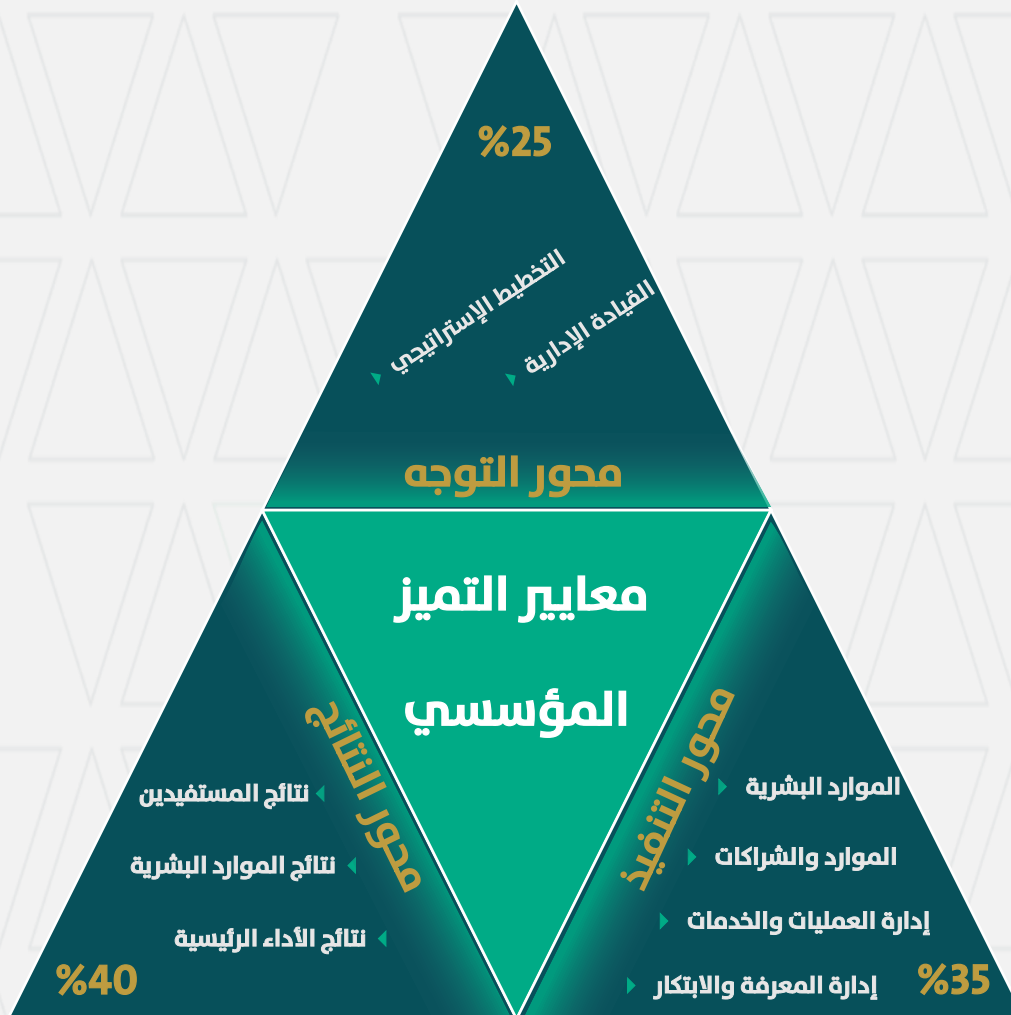 %25
التخطيط الإستراتيجي
القيادة الإدارية
محور التوجه
معايير التميز
المؤسسي
محور التنفيذ
الموارد البشرية
الموارد والشراكات
إدارة العمليات والخدمات
إدارة المعرفة والابتكار
%35
محور النتائج
نتائج المستفيدين
نتائج الموارد البشرية
نتائج الأداء الرئيسية
%40